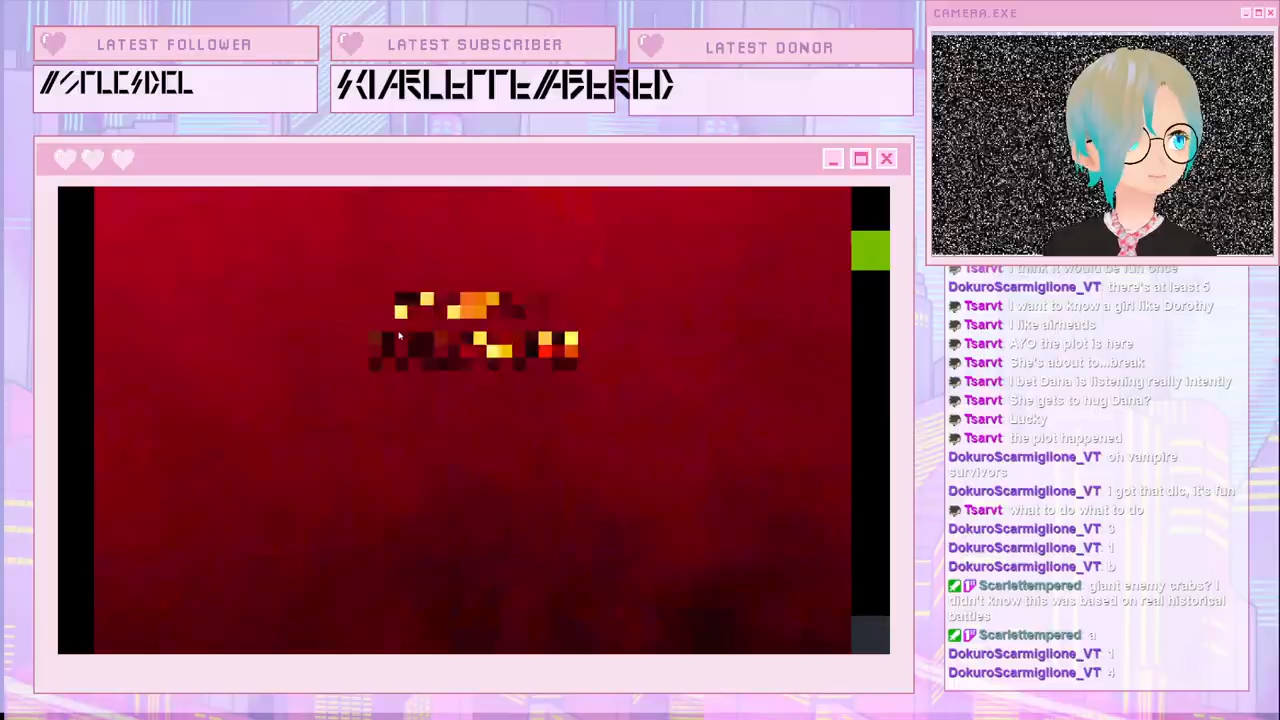 CAMERA.EXE
LATEST FOLLOWER
LATEST SUBSCRIBER
LATEST DONOR
Tsarvt I think it would be fun once
DokuroScarmiglione_VT there's at least 5
Tsarvt I want to know a girl like Dorothy
Tsarvt I like airheads
Tsarvt AYO the plot is here
Tsarvt She's about to...break
Tsarvt I bet Dana is listening really intently
Tsarvt She gets to hug Dana?
Tsarvt Lucky
Tsarvt the plot happened
DokuroScarmiglione_VT oh vampire
survivors
DokuroScarmiglione_VT i got that dlc, it's fun
Tsarvt what to do what to do
DokuroScarmiglione_VT 3
DokuroScarmiglione_VT 1
DokuroScarmiglione_VT b
Scarlettempered giant enemy crabs? I
didn't know this was based on real historical
battles
Scarlettempered a
DokuroScarmiglione_VT 1
DokuroScarmiglione_VT 4